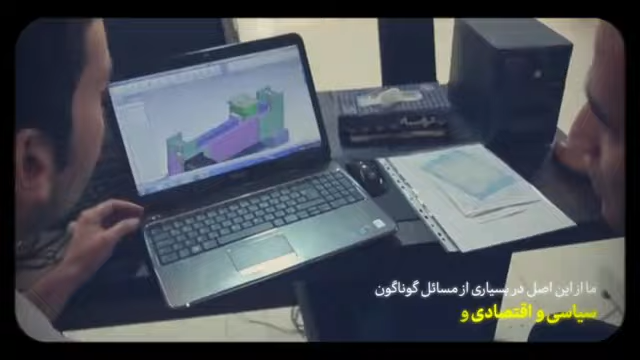 ما از این اصل در بسیاری از مسائل گوناگون
سیاسی و اقتصادی و